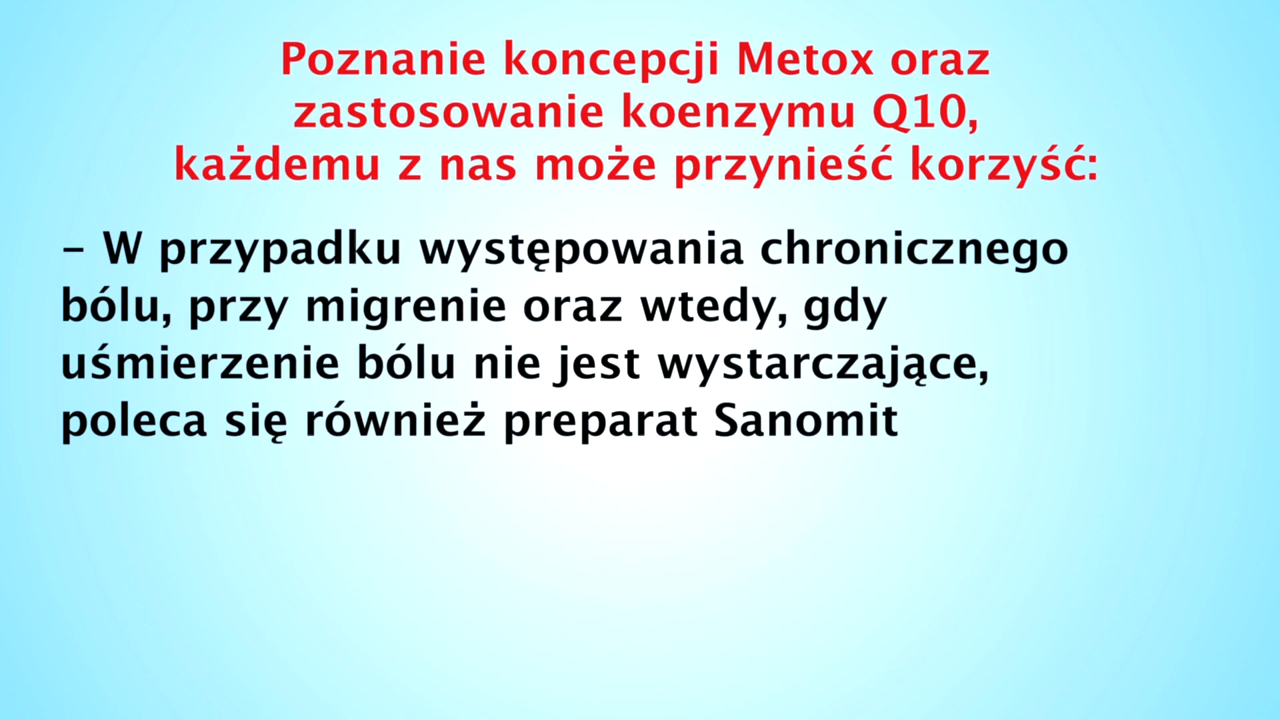 Poznanie koncepcji Metox oraz
zastosowanie koenzymu Q10,
każdemu z nas może przynieść korzyść:
– W przypadku występowania chronicznego
bólu, przy migrenie oraz wtedy, gdy
uśmierzenie bólu nie jest wystarczające,
poleca się również preparat Sanomit